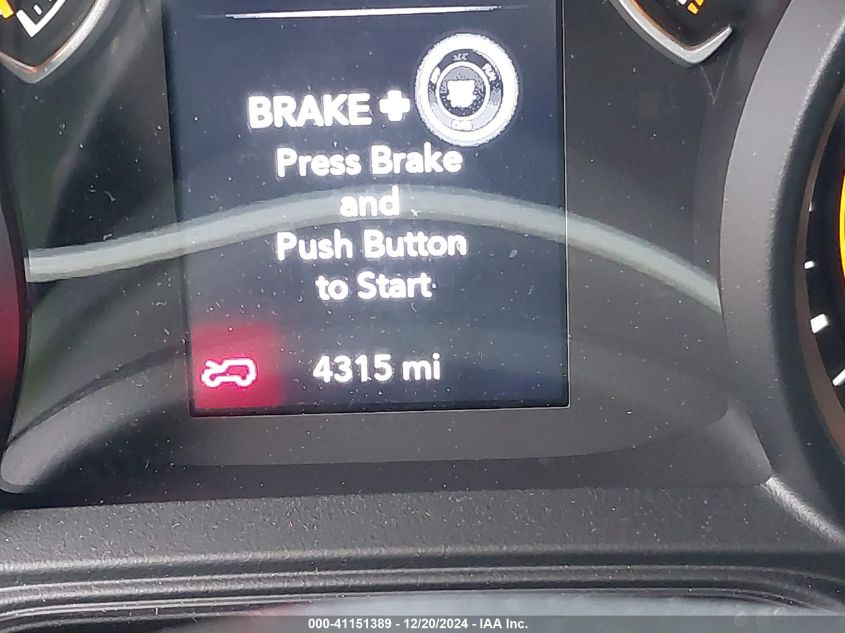 BRAKE +
Press Brake
and
Push Button
to Start
4315 mi
000-41151389 - 12/20/2024 - IAA Inc.